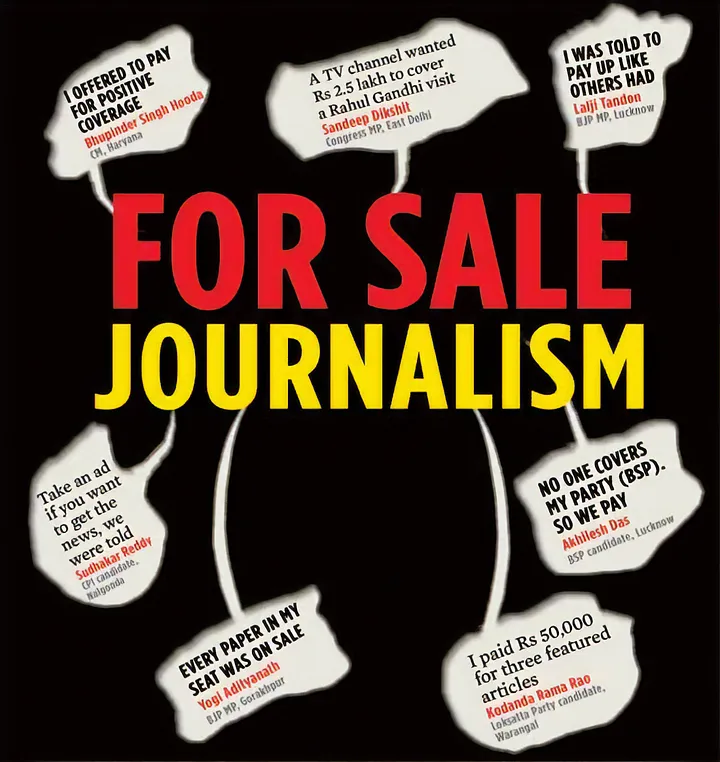 I OFFERED TO PAY
FOR POSITIVE
COVERAGE
Bhupinder Singh Hooda
CM, Haryana
A TV channel wanted
Rs 2.5 lakh to cover
a Rahul Gandhi visit
Sandeep Dikshit
Congress MP, East Delhi
I WAS TOLD TO
PAY UP LIKE
OTHERS HAD
Lalji Tandon
BJP MP, Lucknow
FOR SALE
JOURNALISM
Take an ad
if you want
to get the
news, we
were told
Sudhakar Reddy
CPI candidate,
Nalgonda
NO ONE COVERS
MY PARTY (BSP).
SO WE PAY
Akhilesh Das
BSP candidate, Lucknow
EVERY PAPER IN MY
SEAT WAS ON SALE
Yogi Adityanath
BJP MP, Gorakhpur
I paid Rs 50,000
for three featured
articles
Kodanda Rama Rao
Loksatta Party candidate,
Warangal